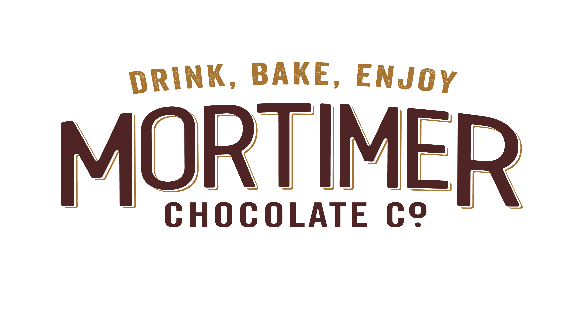 DRINK, BAKE, ENJOY
MORTIMER
CHOCOLATE Cº